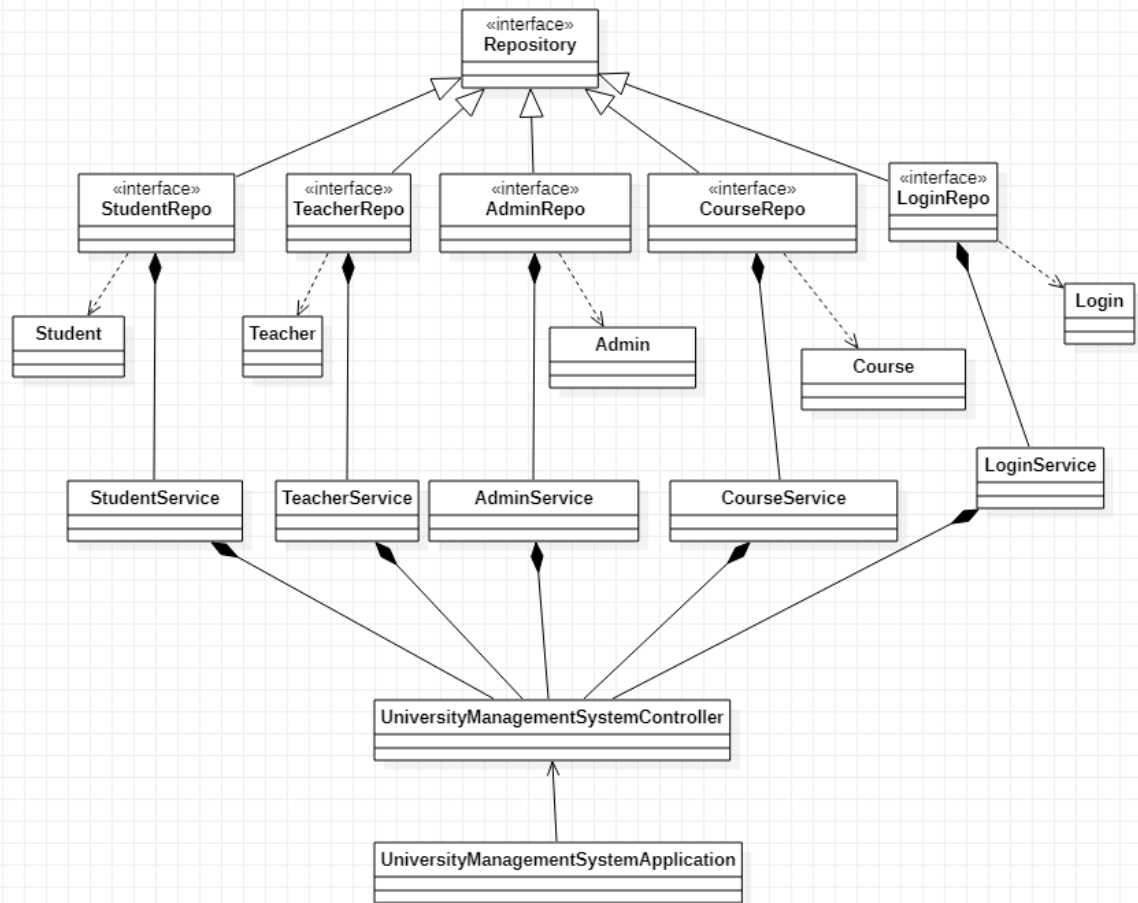 «interface»
Repository
«interface»
StudentRepo
«interface»
TeacherRepo
«interface»
AdminRepo
«interface»
CourseRepo
«interface»
LoginRepo
Student
Teacher
Admin
Course
Login
StudentService
TeacherService
AdminService
CourseService
LoginService
UniversityManagementSystemController
UniversityManagementSystemApplication